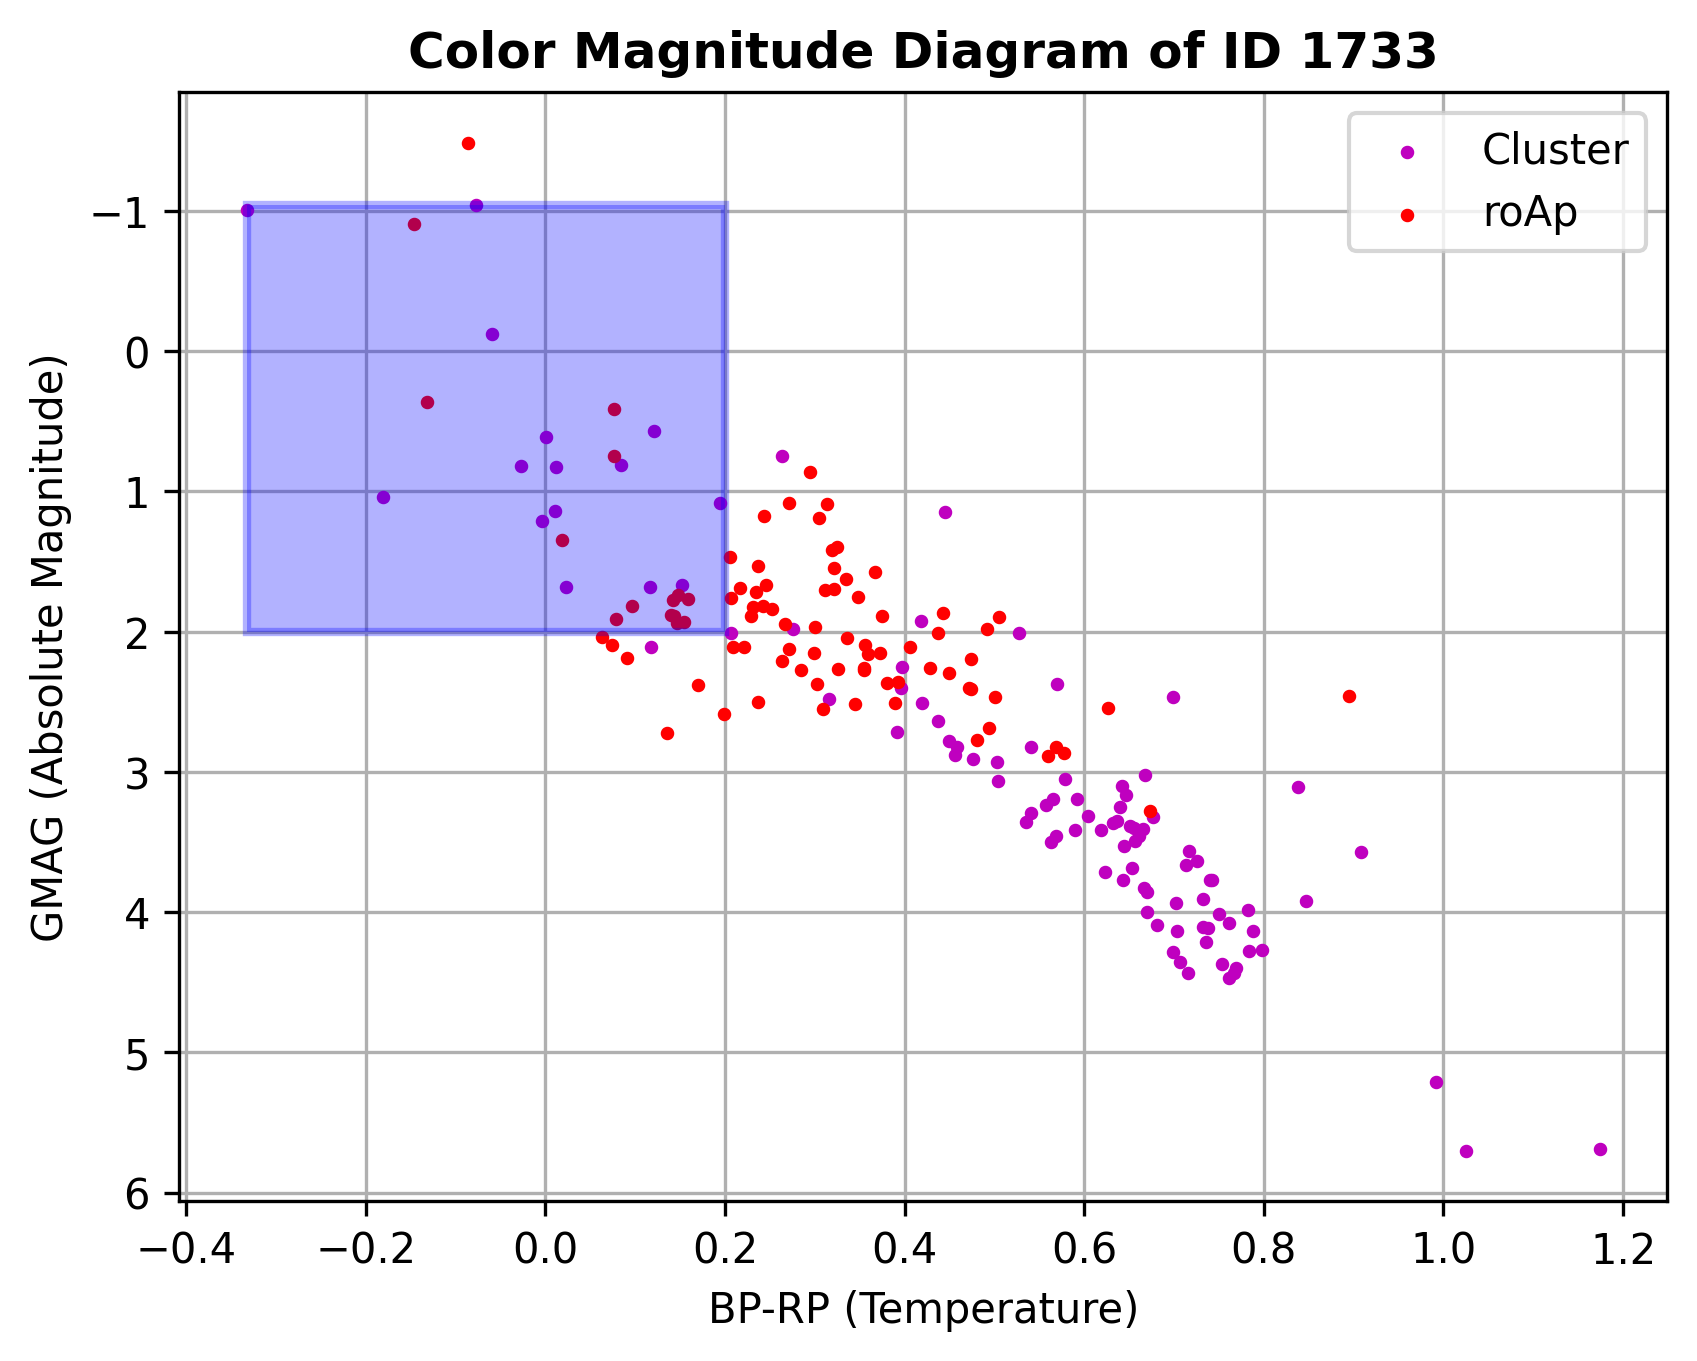 Color Magnitude Diagram of ID 1733
Cluster
roAp
−1
0
1
2
3
4
5
6
GMAG (Absolute Magnitude)
−0.4 −0.2 0.0 0.2 0.4 0.6 0.8 1.0 1.2
BP-RP (Temperature)